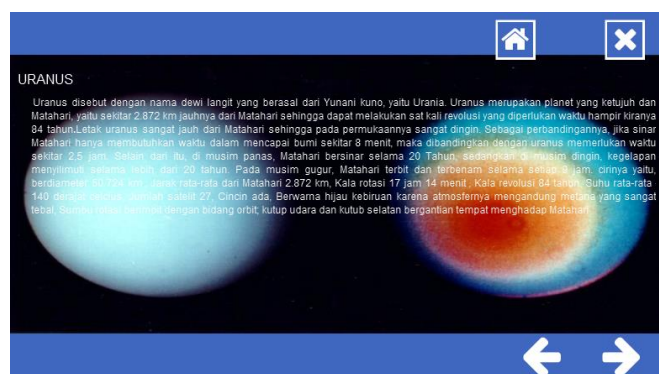 URANUS
Uranus disebut dengan nama dewi langit yang berasal dari Yunani kuno, yaitu Urania. Uranus merupakan planet yang ketujuh dan
Matahari, yaitu sekitar 2.872 km jauhnya dari Matahari sehingga dapat melakukan sat kali revolusi yang diperlukan waktu hampir kiranya
84 tahun.Letak uranus sangat jauh dari Matahari sehingga pada permukaannya sangat dingin. Sebagai perbandingannya, jika sinar
Matahari hanya membutuhkan waktu dalam mencapai bumi sekitar 8 menit, maka dibandingkan dengan uranus memerlukan waktu
sekitar 2,5 jam. Selain dari itu, di musim panas, Matahari bersinar selama 20 Tahun, sedangkan di musim dingin, kegelapan
menyilimuti selama lebih dari 20 tahun. Pada musim gugur, Matahari terbit dan terbenam selama setiap 9 jam. cirinya yaitu,
berdiameter km, Jarak rata-rata dari Matahari 2.872 km, Kala rotasi 17 jam 14 menit , Kala revolusi 84 tahun, Suhu rata-rata -
140 derajat celcius, Jumlah satelit 27, Cincin ada, Berwarna hijau kebiruan karena atmosfernya mengandung metana yang sangat
tebal, Sumbu rotasi berhimpit dengan bidang orbit; kutup udara dan kutub selatan bergantian tempat menghadap Matahari